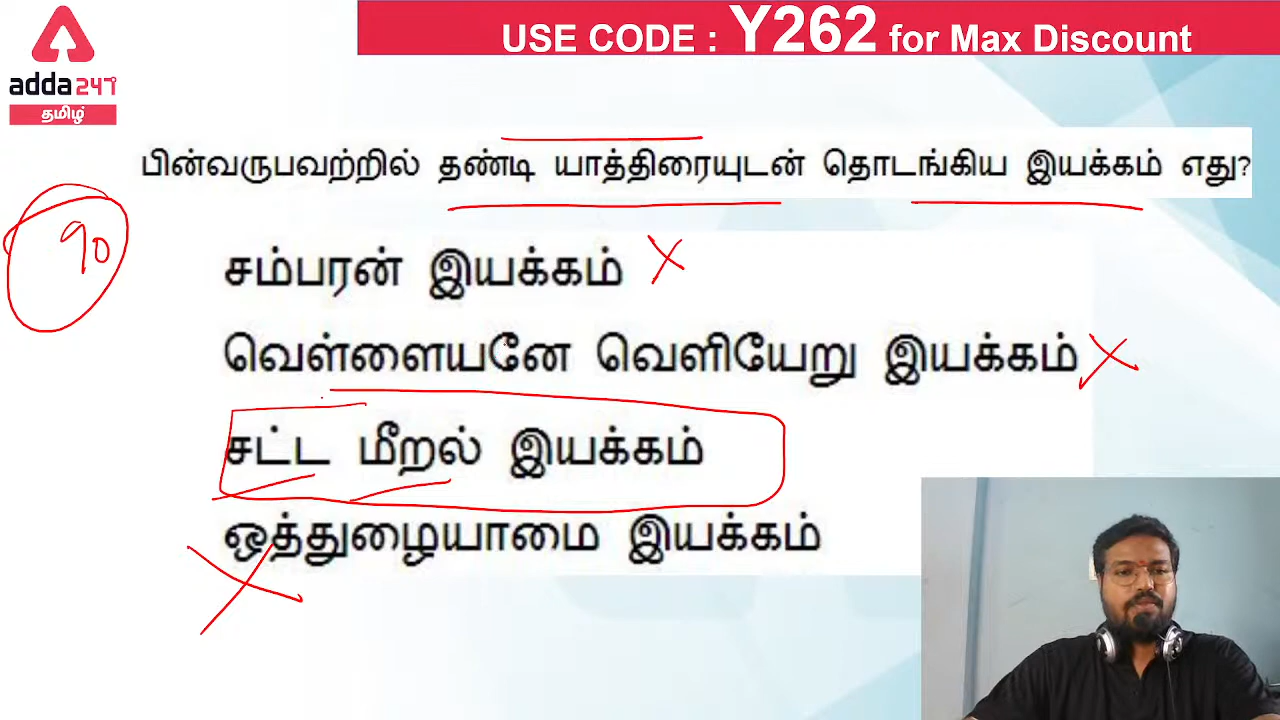 USE CODE : Y262 for Max Discount
adda247
தமிழ்
பின்வருபவற்றில் தண்டி யாத்திரையுடன் தொடங்கிய இயக்கம் எது?
90
சம்பரன் இயக்கம்
வெள்ளையனே வெளியேறு இயக்கம்
சட்ட மீறல் இயக்கம்
ஒத்துழையாமை இயக்கம்